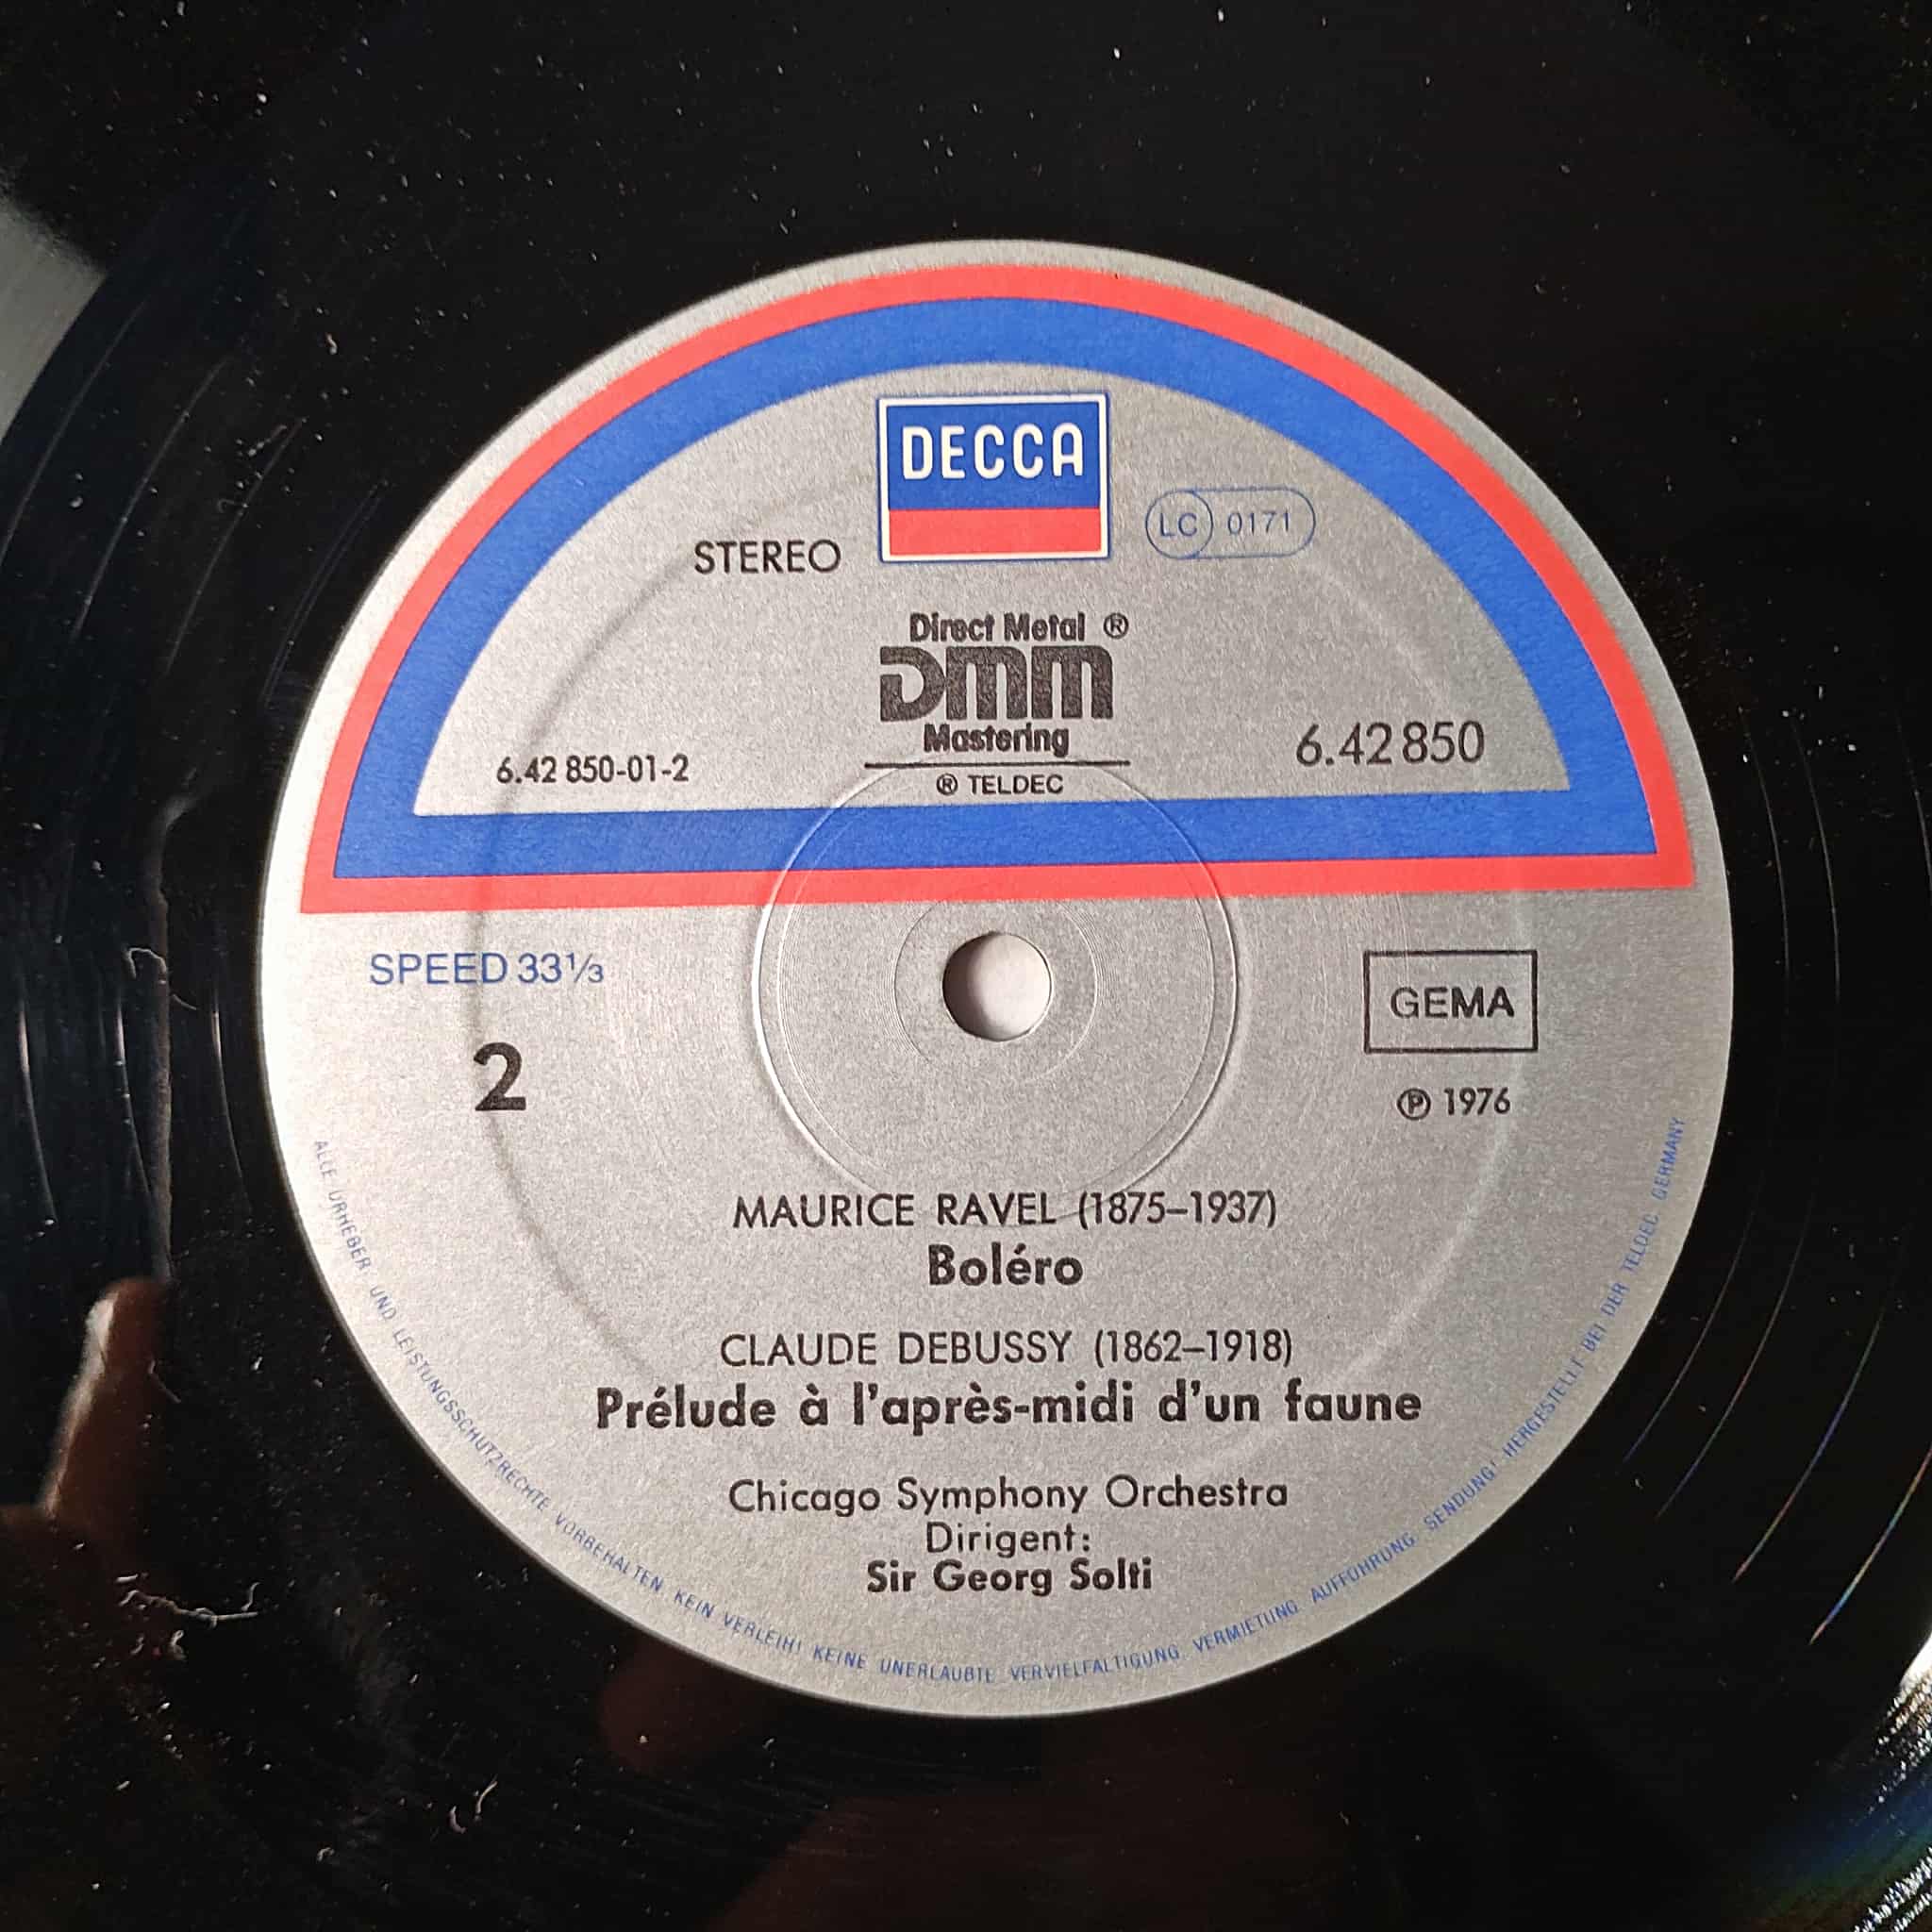 DECCA
STEREO
LC 0171
Direct Metal ®
DMM
Mastering
® TELDEC
6.42 850-01-2
6.42 850
SPEED 33⅓
GEMA
2
℗ 1976
MAURICE RAVEL (1875–1937)
Boléro
CLAUDE DEBUSSY (1862–1918)
Prélude à l'après-midi d'un faune
Chicago Symphony Orchestra
Dirigent:
Sir Georg Solti
ALLE URHEBER UND LEISTUNGSSCHUTZRECHTE VORBEHALTEN KEIN VERLEIH! KEINE UNERLAUBTE VERVIELFÄLTIGUNG VERMIETUNG AUFFÜHRUNG SENDUNG! HERGESTELLT BEI DER TELDEC GERMANY